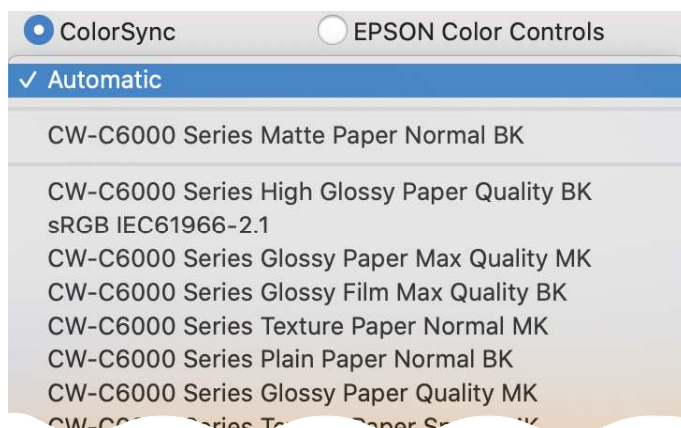 ColorSync EPSON Color Controls
✓ Automatic
CW-C6000 Series Matte Paper Normal BK
CW-C6000 Series High Glossy Paper Quality BK
sRGB IEC61966-2.1
CW-C6000 Series Glossy Paper Max Quality MK
CW-C6000 Series Glossy Film Max Quality BK
CW-C6000 Series Texture Paper Normal MK
CW-C6000 Series Plain Paper Normal BK
CW-C6000 Series Glossy Paper Quality MK
Paper